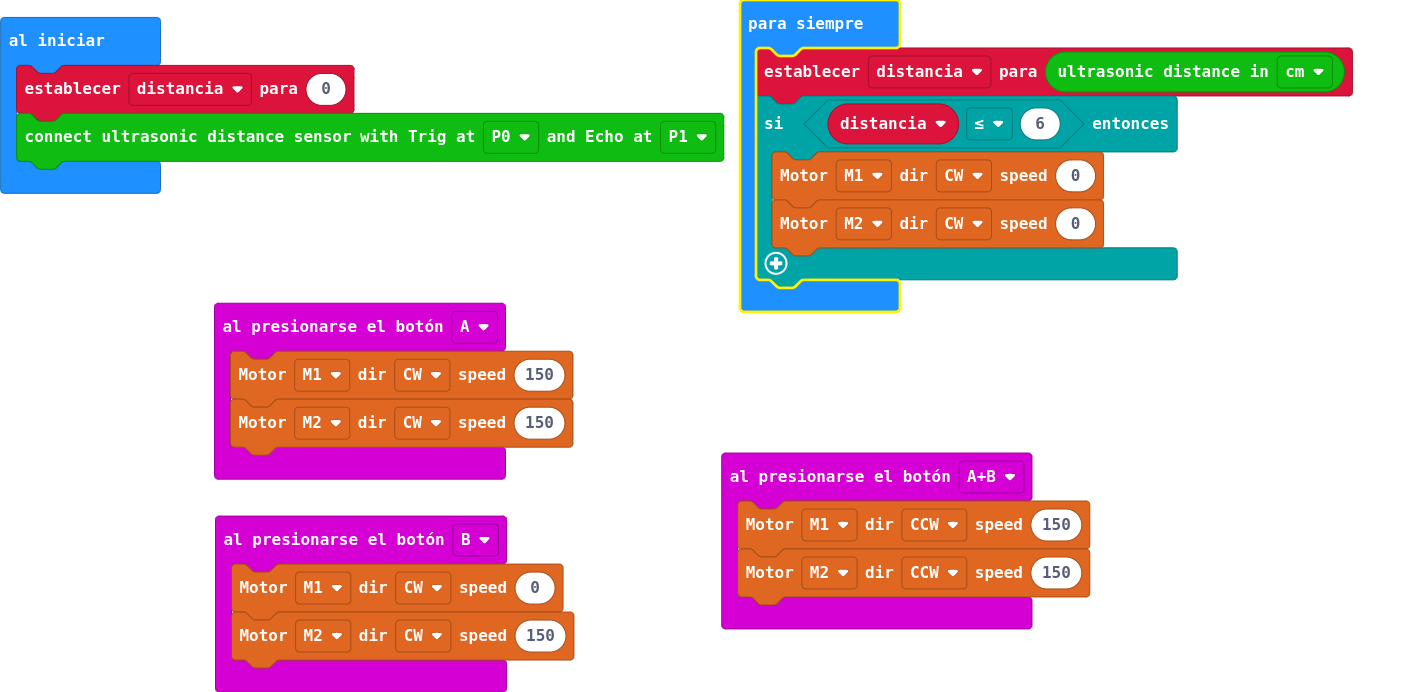 al iniciar
establecer distancia para 0
connect ultrasonic distance sensor with Trig at P0 and Echo at P1
para siempre
establecer distancia para ultrasonic distance in cm
si distancia ≤ 6 entonces
Motor M1 dir CW speed 0
Motor M2 dir CW speed 0
al presionarse el botón A
Motor M1 dir CW speed 150
Motor M2 dir CW speed 150
al presionarse el botón B
Motor M1 dir CW speed 0
Motor M2 dir CW speed 150
al presionarse el botón A+B
Motor M1 dir CCW speed 150
Motor M2 dir CCW speed 150